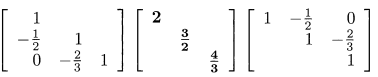 [ 1 ] [ 2 ] [ 1 -1/2 0 ]
[ -1/2 1 ] [ 3/2 ] [ 1 -2/3 ]
[ 0 -2/3 1 ] [ 4/3 ] [ 1 ]